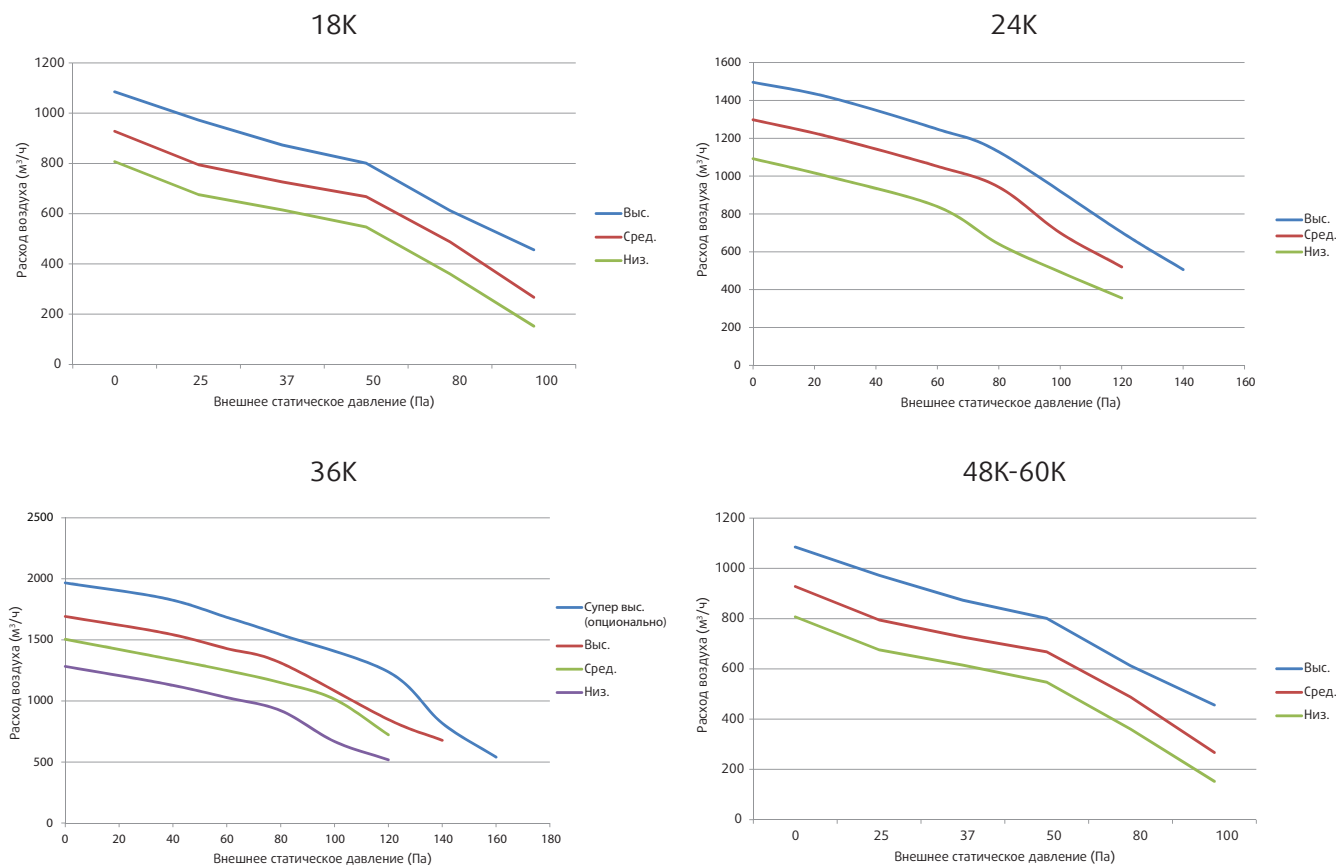 18K
1200
1000
800
600
400
200
0
0 25 37 50 80 100
Расход воздуха (м³/ч)
Внешнее статическое давление (Па)
Выс.
Сред.
Низ.
24K
1600
1400
1200
1000
800
600
400
200
0
0 20 40 60 80 100 120 140 160
Расход воздуха (м³/ч)
Внешнее статическое давление (Па)
Выс.
Сред.
Низ.
36K
2500
2000
1500
1000
500
0
0 20 40 60 80 100 120 140 160 180
Расход воздуха (м³/ч)
Внешнее статическое давление (Па)
Супер выс.
(опционально)
Выс.
Сред.
Низ.
48K-60K
1200
1000
800
600
400
200
0
0 25 37 50 80 100
Расход воздуха (м³/ч)
Внешнее статическое давление (Па)
Выс.
Сред.
Низ.